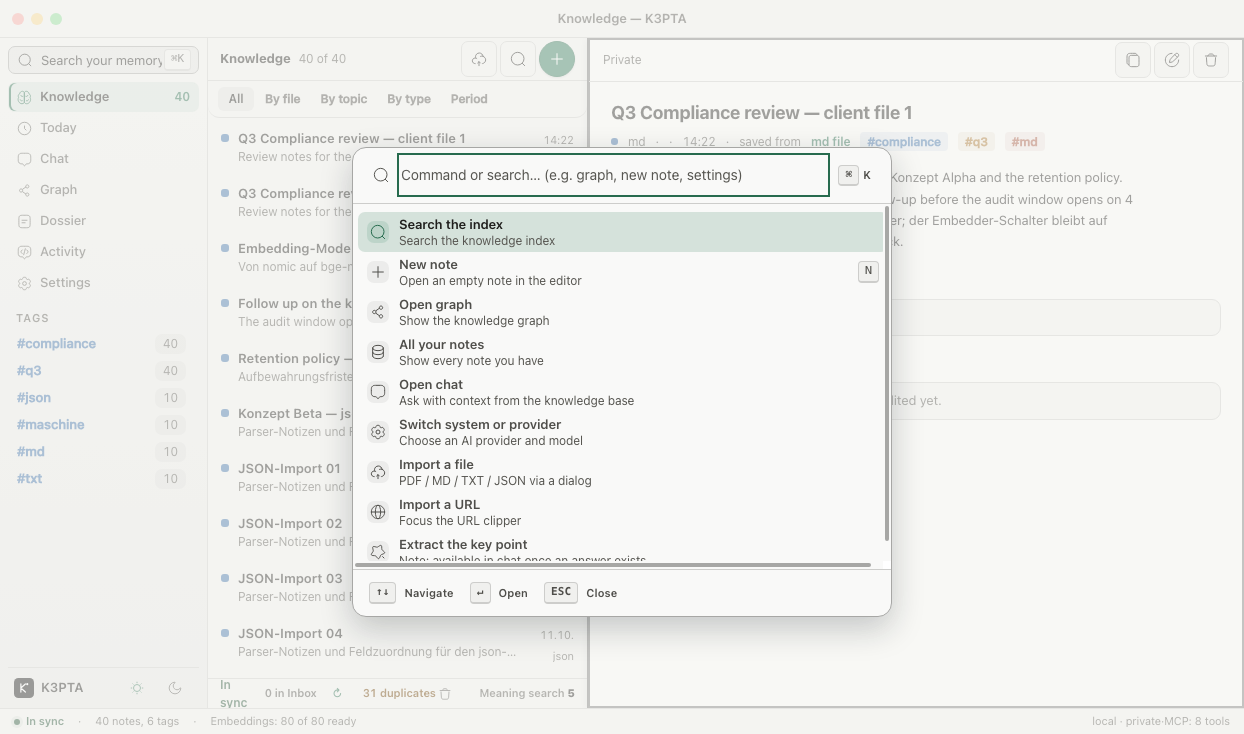 Knowledge — K3PTA
Search your memory
⌘K
Knowledge 40
Today
Chat
Graph
Dossier
Activity
Settings
TAGS
#compliance 40
#q3 40
#json 10
#maschine 10
#md 10
#txt 10
K3PTA
Knowledge 40 of 40
All By file By topic By type Period
Q3 Compliance review — client file 1 14:22
Review notes for the
Q3 Compliance re
Review notes for the
Embedding-Mode
Von nomic auf bge-
Follow up on the k
The audit window op
Retention policy —
Aufbewahrungsfriste
Konzept Beta — js
Parser-Notizen und F
JSON-Import 01
Parser-Notizen und F
JSON-Import 02
Parser-Notizen und F
JSON-Import 03
Parser-Notizen und F
JSON-Import 04 11.10.
Parser-Notizen und Feldzuordnung für den json-... json
In sync 0 in Inbox ↻ 31 duplicates Meaning search 5
Private
Q3 Compliance review — client file 1
md · · 14:22 · saved from md file #compliance #q3 #md
Konzept Alpha and the retention policy.
-up before the audit window opens on 4
er; der Embedder-Schalter bleibt auf
k.
lited yet.
Command or search... (e.g. graph, new note, settings) ⌘ K
Search the index
Search the knowledge index
New note
Open an empty note in the editor
N
Open graph
Show the knowledge graph
All your notes
Show every note you have
Open chat
Ask with context from the knowledge base
Switch system or provider
Choose an AI provider and model
Import a file
PDF / MD / TXT / JSON via a dialog
Import a URL
Focus the URL clipper
Extract the key point
Note: available in chat once an answer exists
↑↓ Navigate ↵ Open ESC Close
In sync · 40 notes, 6 tags · Embeddings: 80 of 80 ready
local · private·MCP: 8 tools